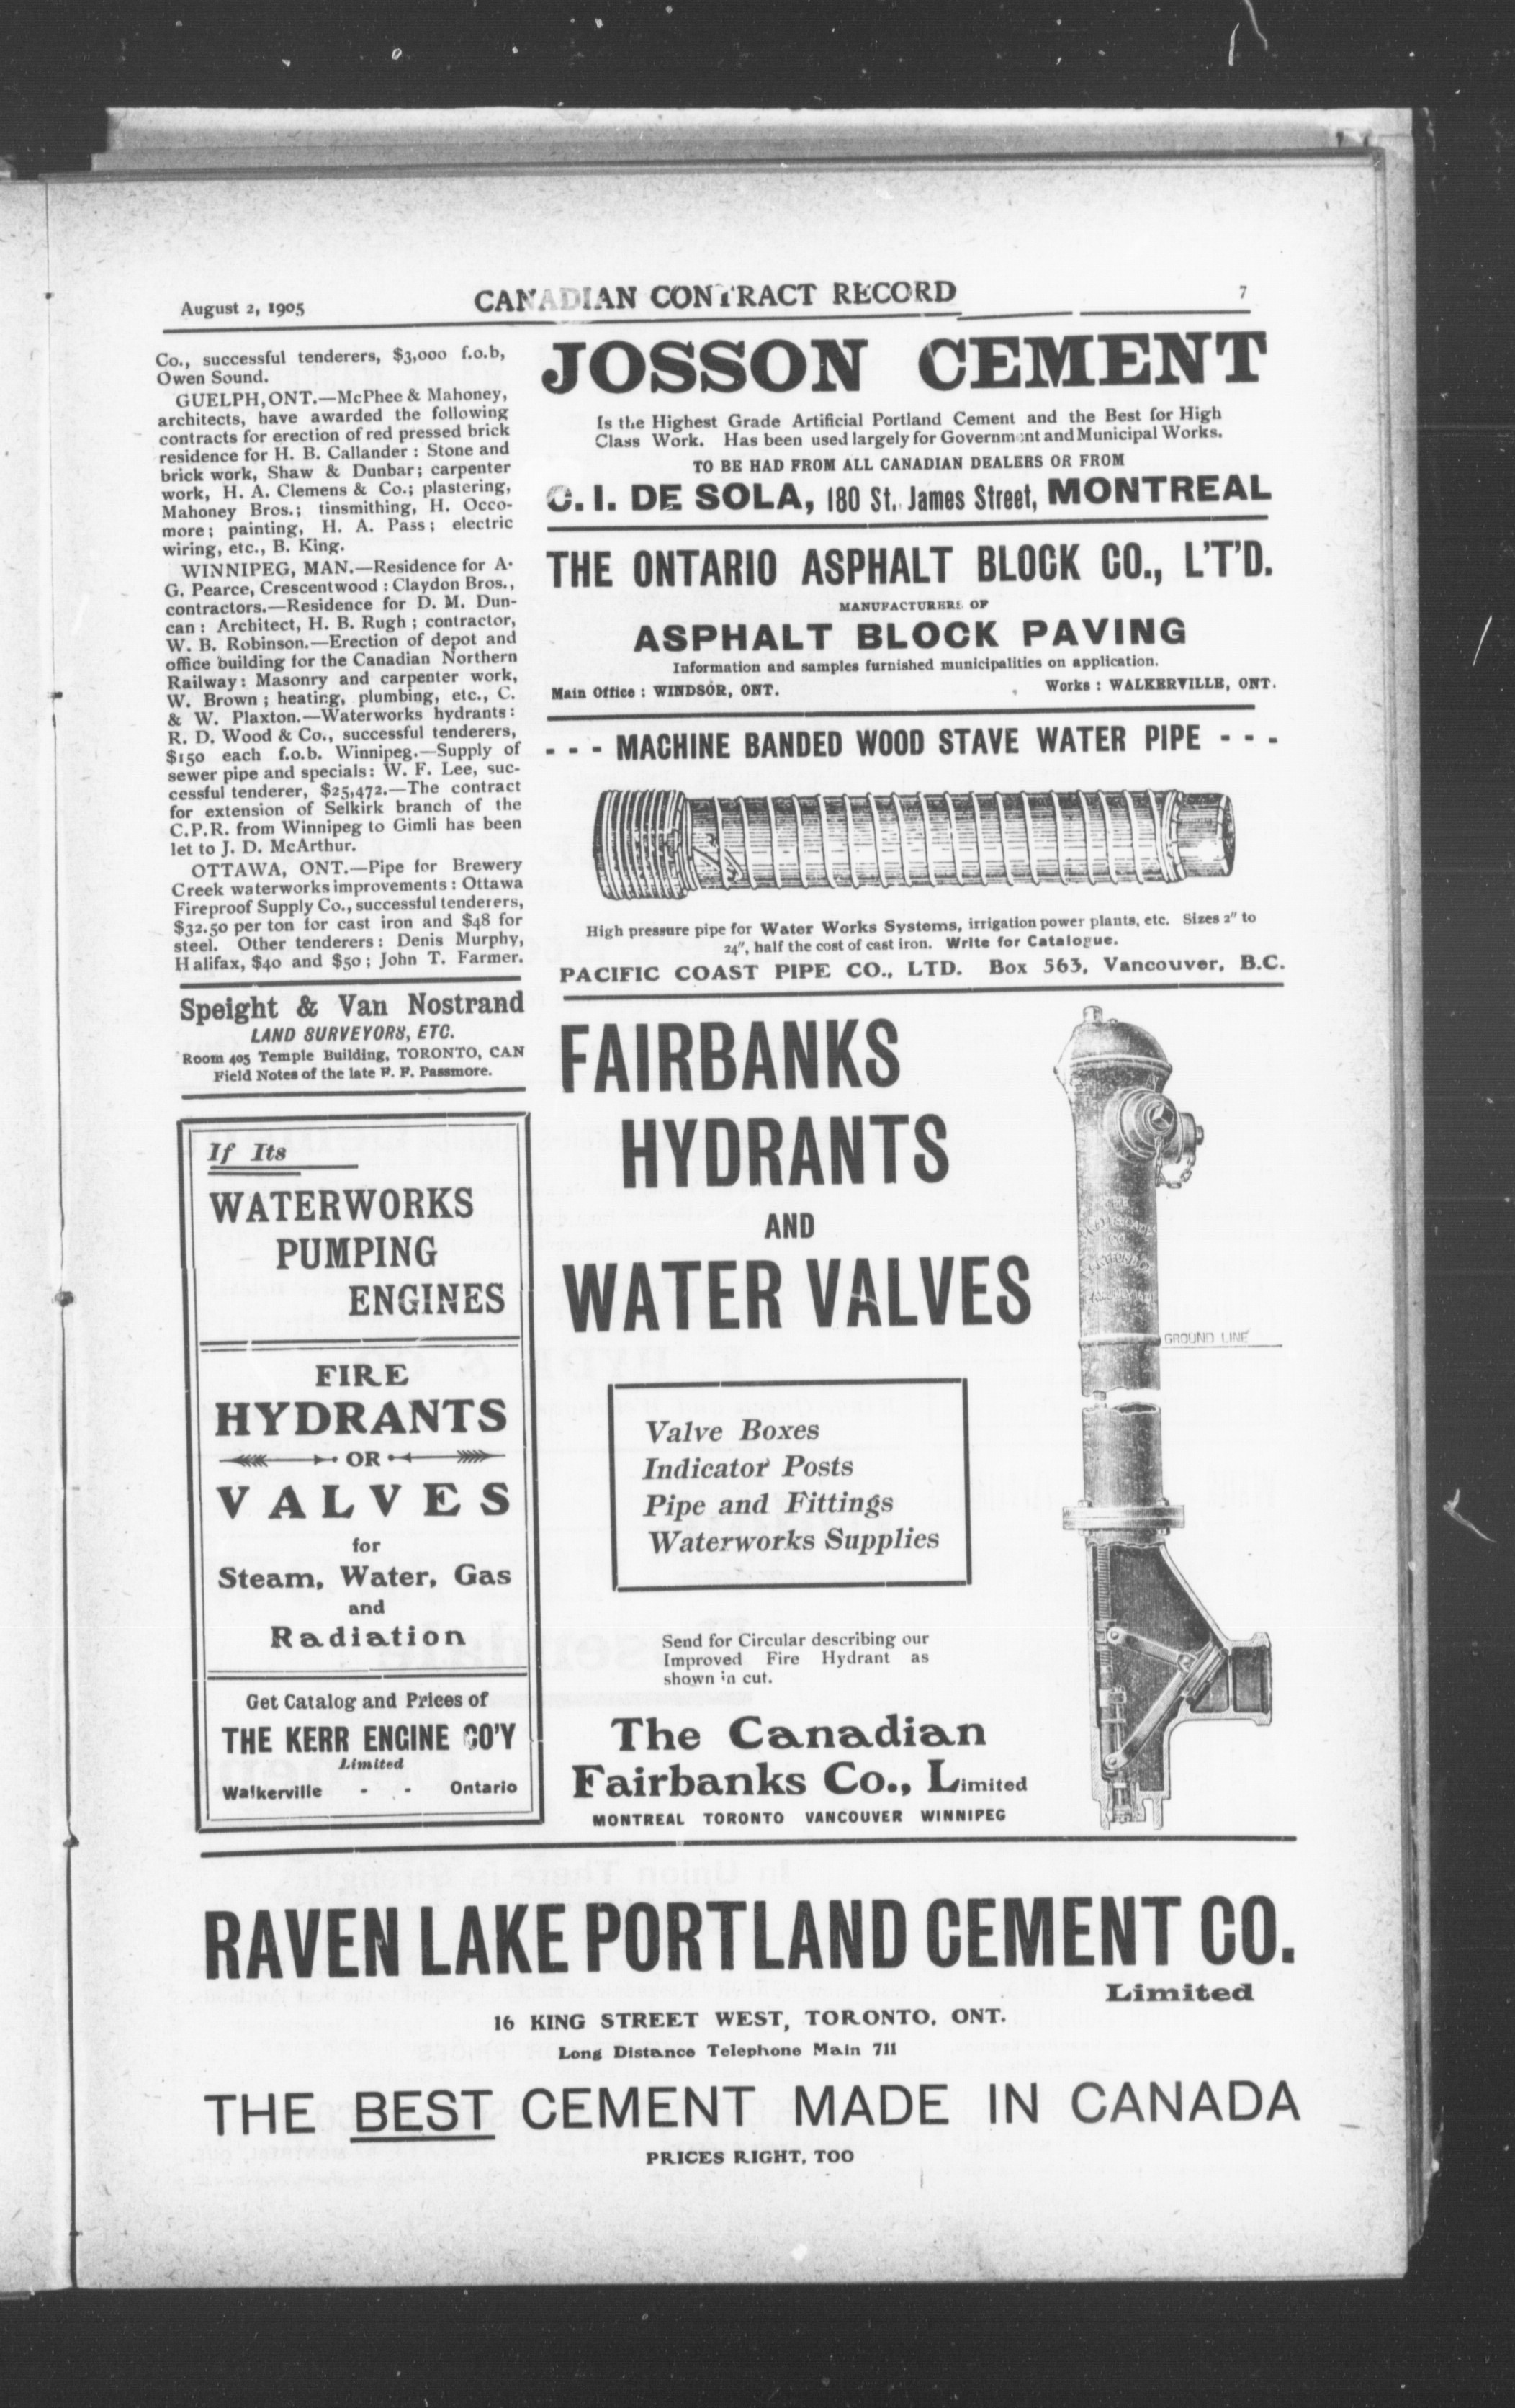 August 2, 1905
CANADIAN CONTRACT RECORD
7
Co., successful tenderers, $3,000 f.o.b,
Owen Sound.
GUELPH, ONT.—McPhee & Mahoney,
architects, have awarded the following
contracts for erection of red pressed brick
residence for H. B. Callander : Stone and
brick work, Shaw & Dunbar; carpenter
work, H. A. Clemens & Co.; plastering,
Mahoney Bros.; tinsmithing, H. Occo-
more; painting, H. A. Pass; electric
wiring, etc., B. King.
WINNIPEG, MAN.—Residence for A.
G. Pearce, Crescentwood : Claydon Bros.,
contractors.—Residence for D. M. Dun-
can : Architect, H. B. Rugh ; contractor,
W. B. Robinson.—Erection of depot and
office building for the Canadian Northern
Railway: Masonry and carpenter work,
W. Brown ; heating, plumbing, etc., C.
& W. Plaxton.—Waterworks hydrants:
R. D. Wood & Co., successful tenderers,
$150 each f.o.b. Winnipeg.—Supply of
sewer pipe and specials: W. F. Lee, suc-
cessful tenderer, $25,472.—The contract
for extension of Selkirk branch of the
C.P.R. from Winnipeg to Gimli has been
let to J. D. McArthur.
OTTAWA, ONT.—Pipe for Brewery
Creek waterworks improvements : Ottawa
Fireproof Supply Co., successful tenderers,
$32.50 per ton for cast iron and $48 for
steel. Other tenderers: Denis Murphy,
Halifax, $40 and $50; John T. Farmer.
Speight & Van Nostrand
LAND SURVEYORS, ETC.
Room 405 Temple Building, TORONTO, CAN
Field Notes of the late F. F. Passmore.
If Its
WATERWORKS
PUMPING
ENGINES
FIRE
HYDRANTS
OR
VALVES
for
Steam, Water, Gas
and
Radiation
Get Catalog and Prices of
THE KERR ENGINE CO'Y
Limited
Walkerville - - Ontario
JOSSON CEMENT
Is the Highest Grade Artificial Portland Cement and the Best for High
Class Work. Has been used largely for Government and Municipal Works.
TO BE HAD FROM ALL CANADIAN DEALERS OR FROM
C. I. DE SOLA, 180 St. James Street, MONTREAL
THE ONTARIO ASPHALT BLOCK CO., L'T'D.
MANUFACTURERS OF
ASPHALT BLOCK PAVING
Information and samples furnished municipalities on application.
Main Office : WINDSOR, ONT. Works : WALKERVILLE, ONT.
- - - MACHINE BANDED WOOD STAVE WATER PIPE - - -
High pressure pipe for Water Works Systems, irrigation power plants, etc. Sizes 2" to
24", half the cost of cast iron. Write for Catalogue.
PACIFIC COAST PIPE CO., LTD. Box 563, Vancouver, B.C.
FAIRBANKS
HYDRANTS
AND
WATER VALVES
GROUND LINE
Valve Boxes
Indicator Posts
Pipe and Fittings
Waterworks Supplies
Send for Circular describing our
Improved Fire Hydrant as
shown in cut.
The Canadian
Fairbanks Co., Limited
MONTREAL TORONTO VANCOUVER WINNIPEG
RAVEN LAKE PORTLAND CEMENT CO.
Limited
16 KING STREET WEST, TORONTO, ONT.
Long Distance Telephone Main 711
THE BEST CEMENT MADE IN CANADA
PRICES RIGHT, TOO